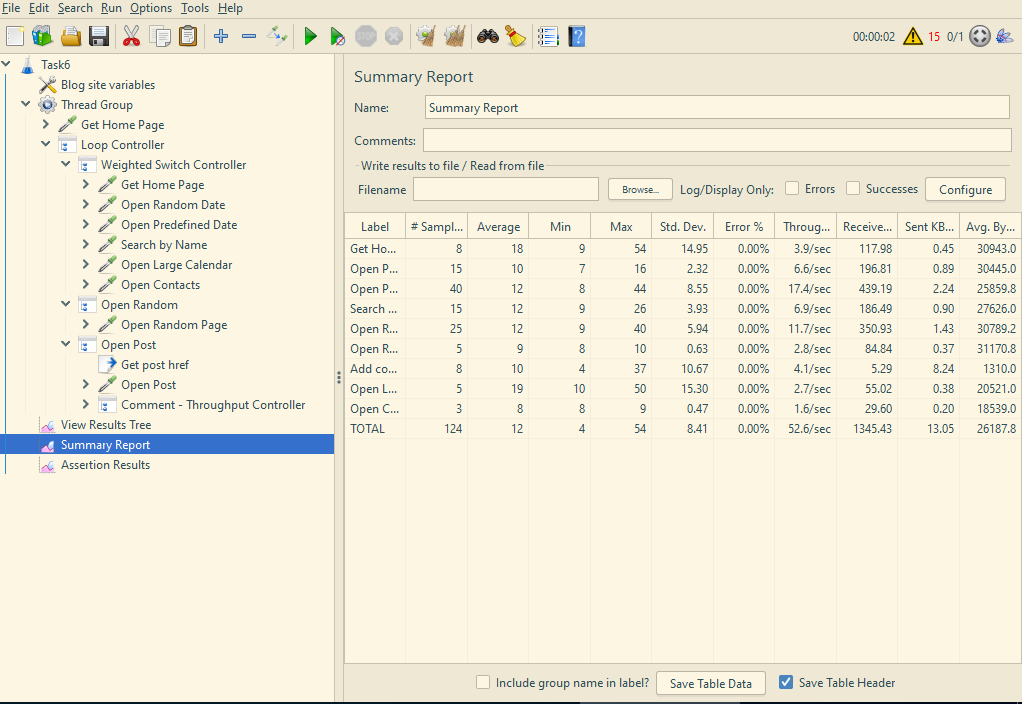 File Edit Search Run Options Tools Help
00:00:02 15 0/1
Task6
Blog site variables
Thread Group
Get Home Page
Loop Controller
Weighted Switch Controller
Get Home Page
Open Random Date
Open Predefined Date
Search by Name
Open Large Calendar
Open Contacts
Open Random
Open Random Page
Open Post
Get post href
Open Post
Comment - Throughput Controller
View Results Tree
Summary Report
Assertion Results
Summary Report
Name: Summary Report
Comments:
Write results to file / Read from file
Filename Browse... Log/Display Only: Errors Successes Configure
Label # Sampl... Average Min Max Std. Dev. Error % Throug... Receive... Sent KB... Avg. By...
Get Ho... 8 18 9 54 14.95 0.00% 3.9/sec 117.98 0.45 30943.0
Open P... 15 10 7 16 2.32 0.00% 6.6/sec 196.81 0.89 30445.0
Open P... 40 12 8 44 8.55 0.00% 17.4/sec 439.19 2.24 25859.8
Search ... 15 12 9 26 3.93 0.00% 6.9/sec 186.49 0.90 27626.0
Open R... 25 12 9 40 5.94 0.00% 11.7/sec 350.93 1.43 30789.2
Open R... 5 9 8 10 0.63 0.00% 2.8/sec 84.84 0.37 31170.8
Add co... 8 10 4 37 10.67 0.00% 4.1/sec 5.29 8.24 1310.0
Open L... 5 19 10 50 15.30 0.00% 2.7/sec 55.02 0.38 20521.0
Open C... 3 8 8 9 0.47 0.00% 1.6/sec 29.60 0.20 18539.0
TOTAL 124 12 4 54 8.41 0.00% 52.6/sec 1345.43 13.05 26187.8
Include group name in label? Save Table Data Save Table Header